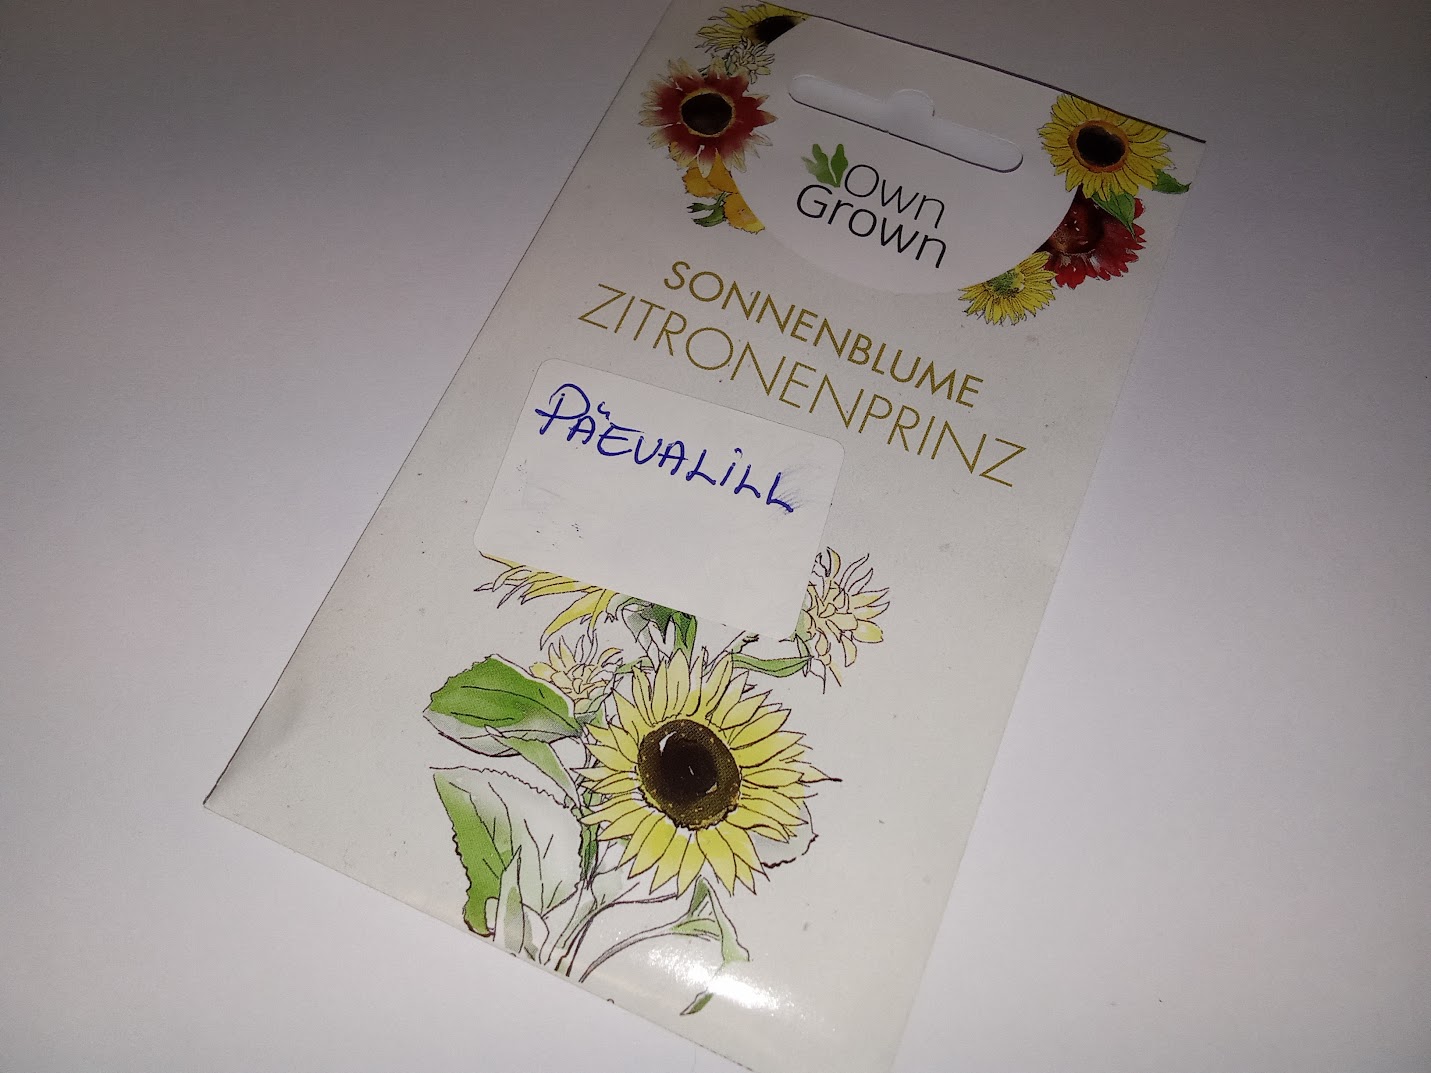 Own
Grown
SONNENBLUME
ZITRONENPRINZ
PÄEVALILL